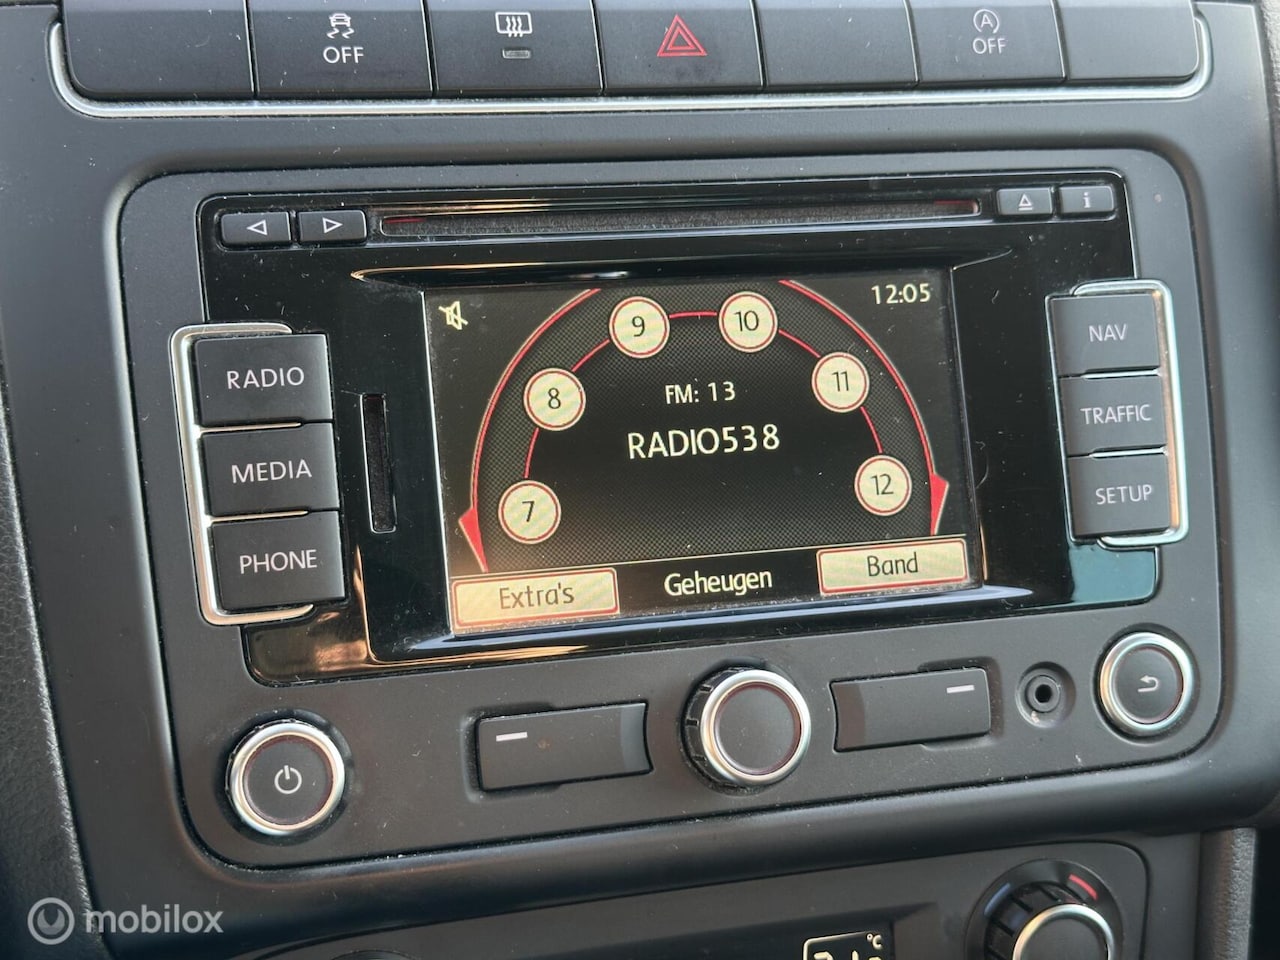 OFF
A
OFF
i
12:05
9
10
8
11
7
12
FM: 13
RADIO538
Extra's
Geheugen
Band
RADIO
MEDIA
PHONE
NAV
TRAFFIC
SETUP
°C
mobilox